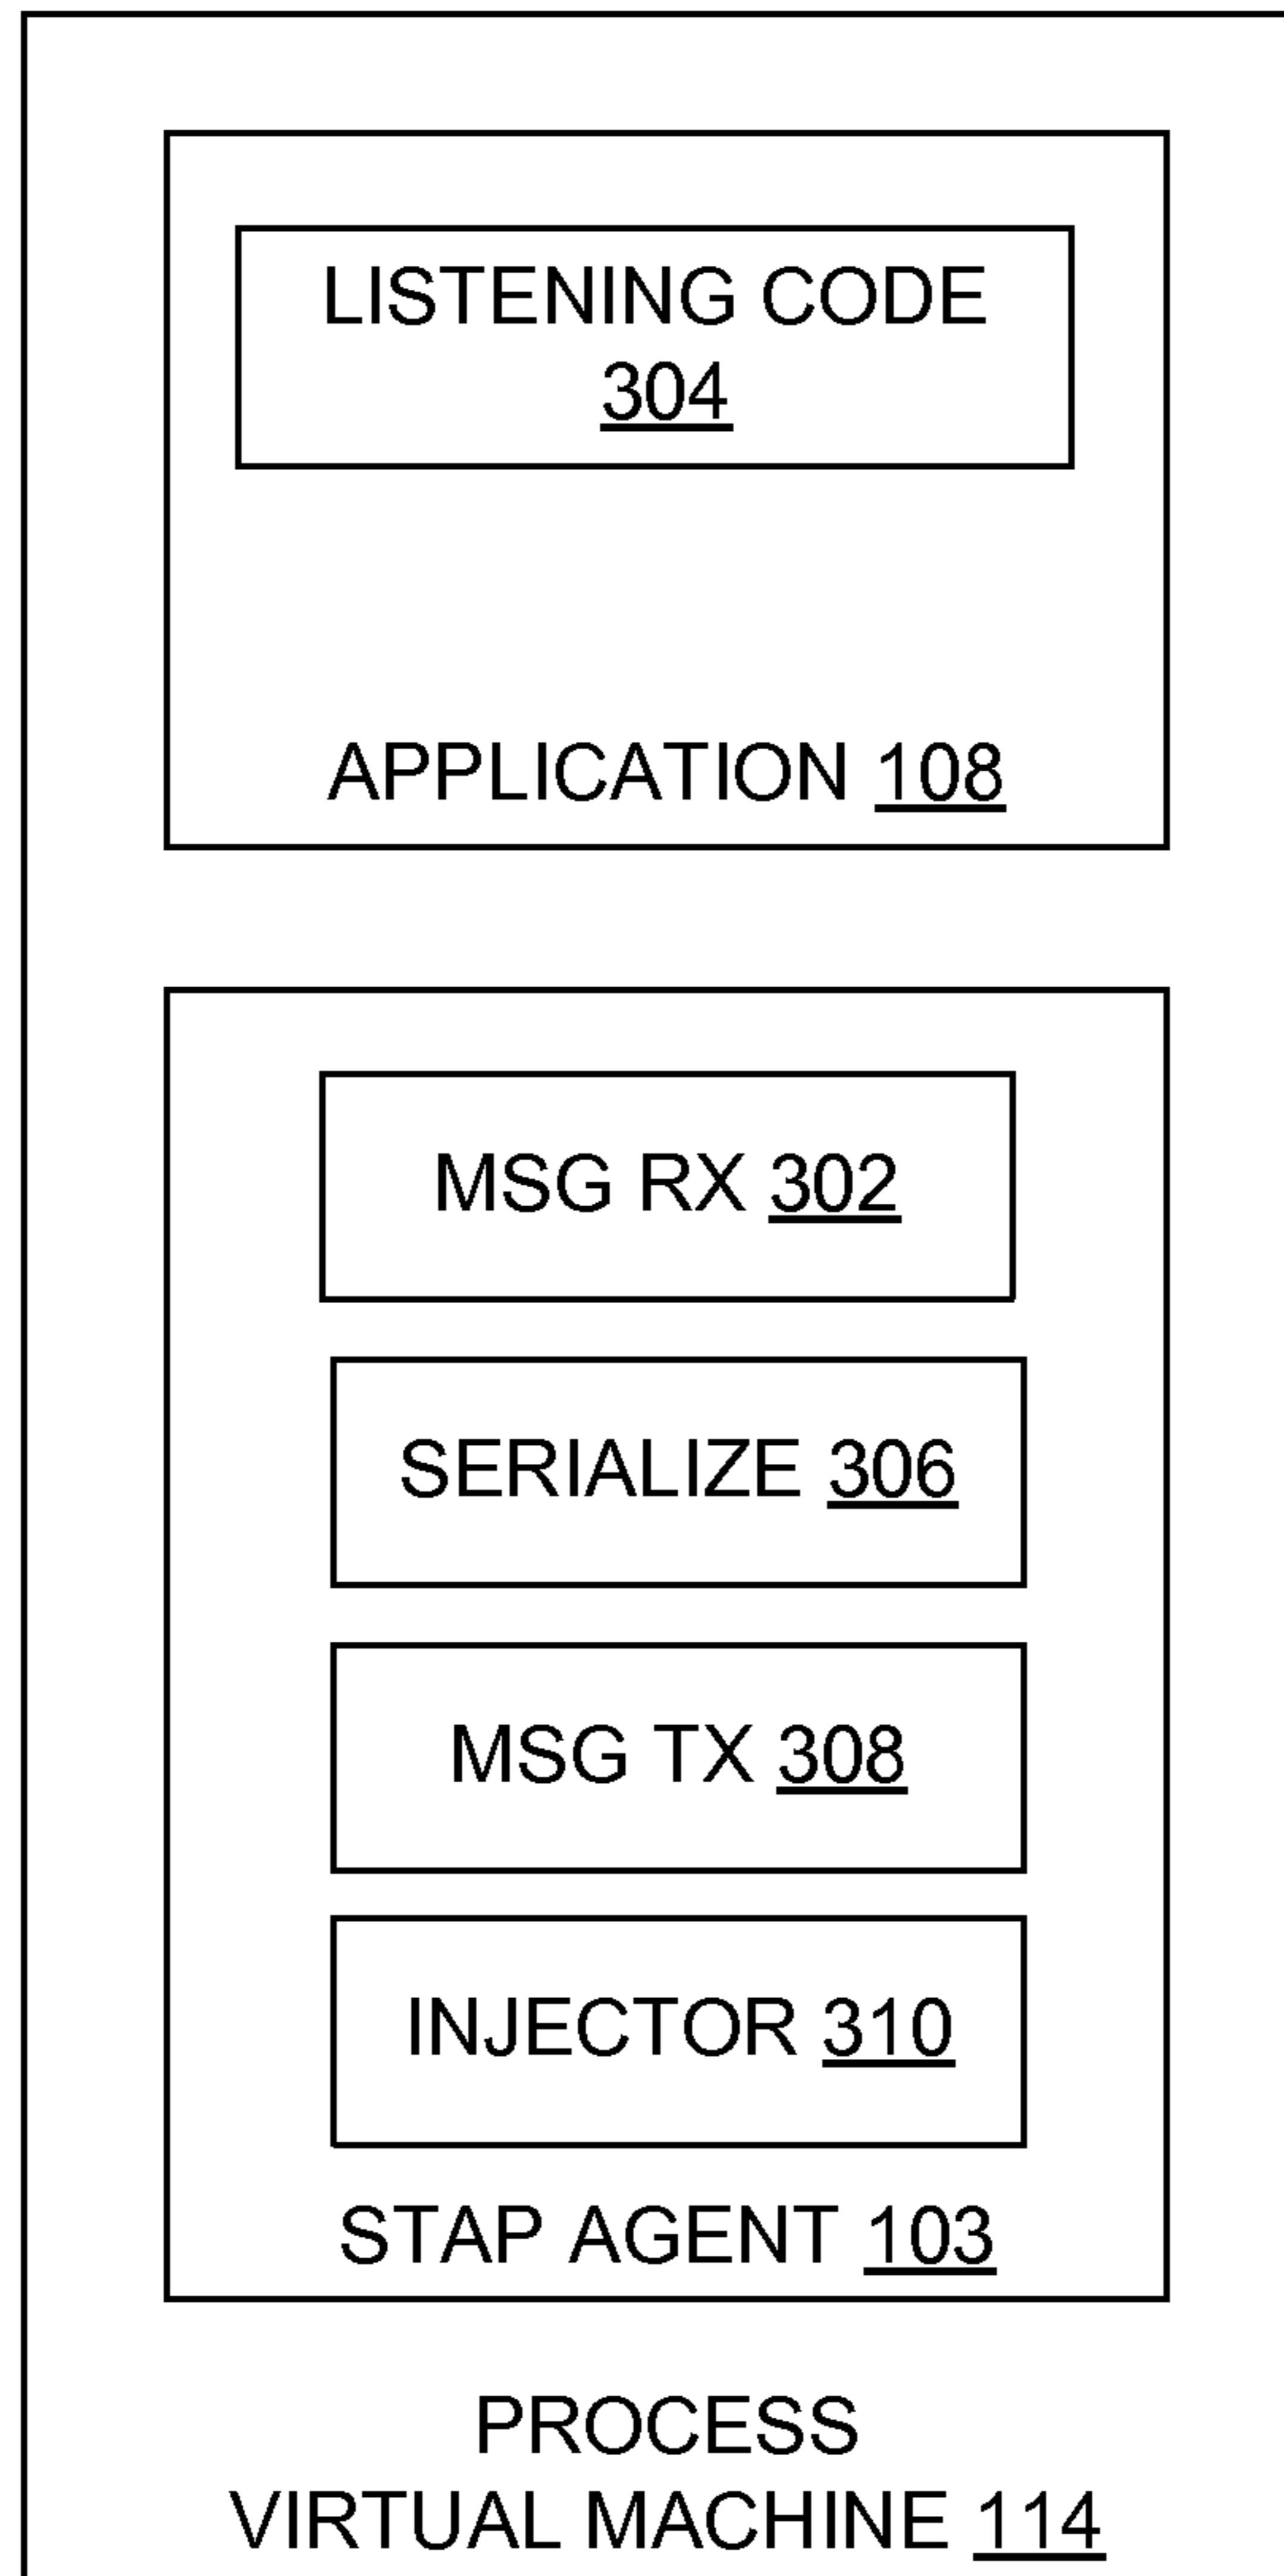 LISTENING CODE
304
APPLICATION 108
MSG RX 302
SERIALIZE 306
MSG TX 308
INJECTOR 310
STAP AGENT 103
PROCESS
VIRTUAL MACHINE 114